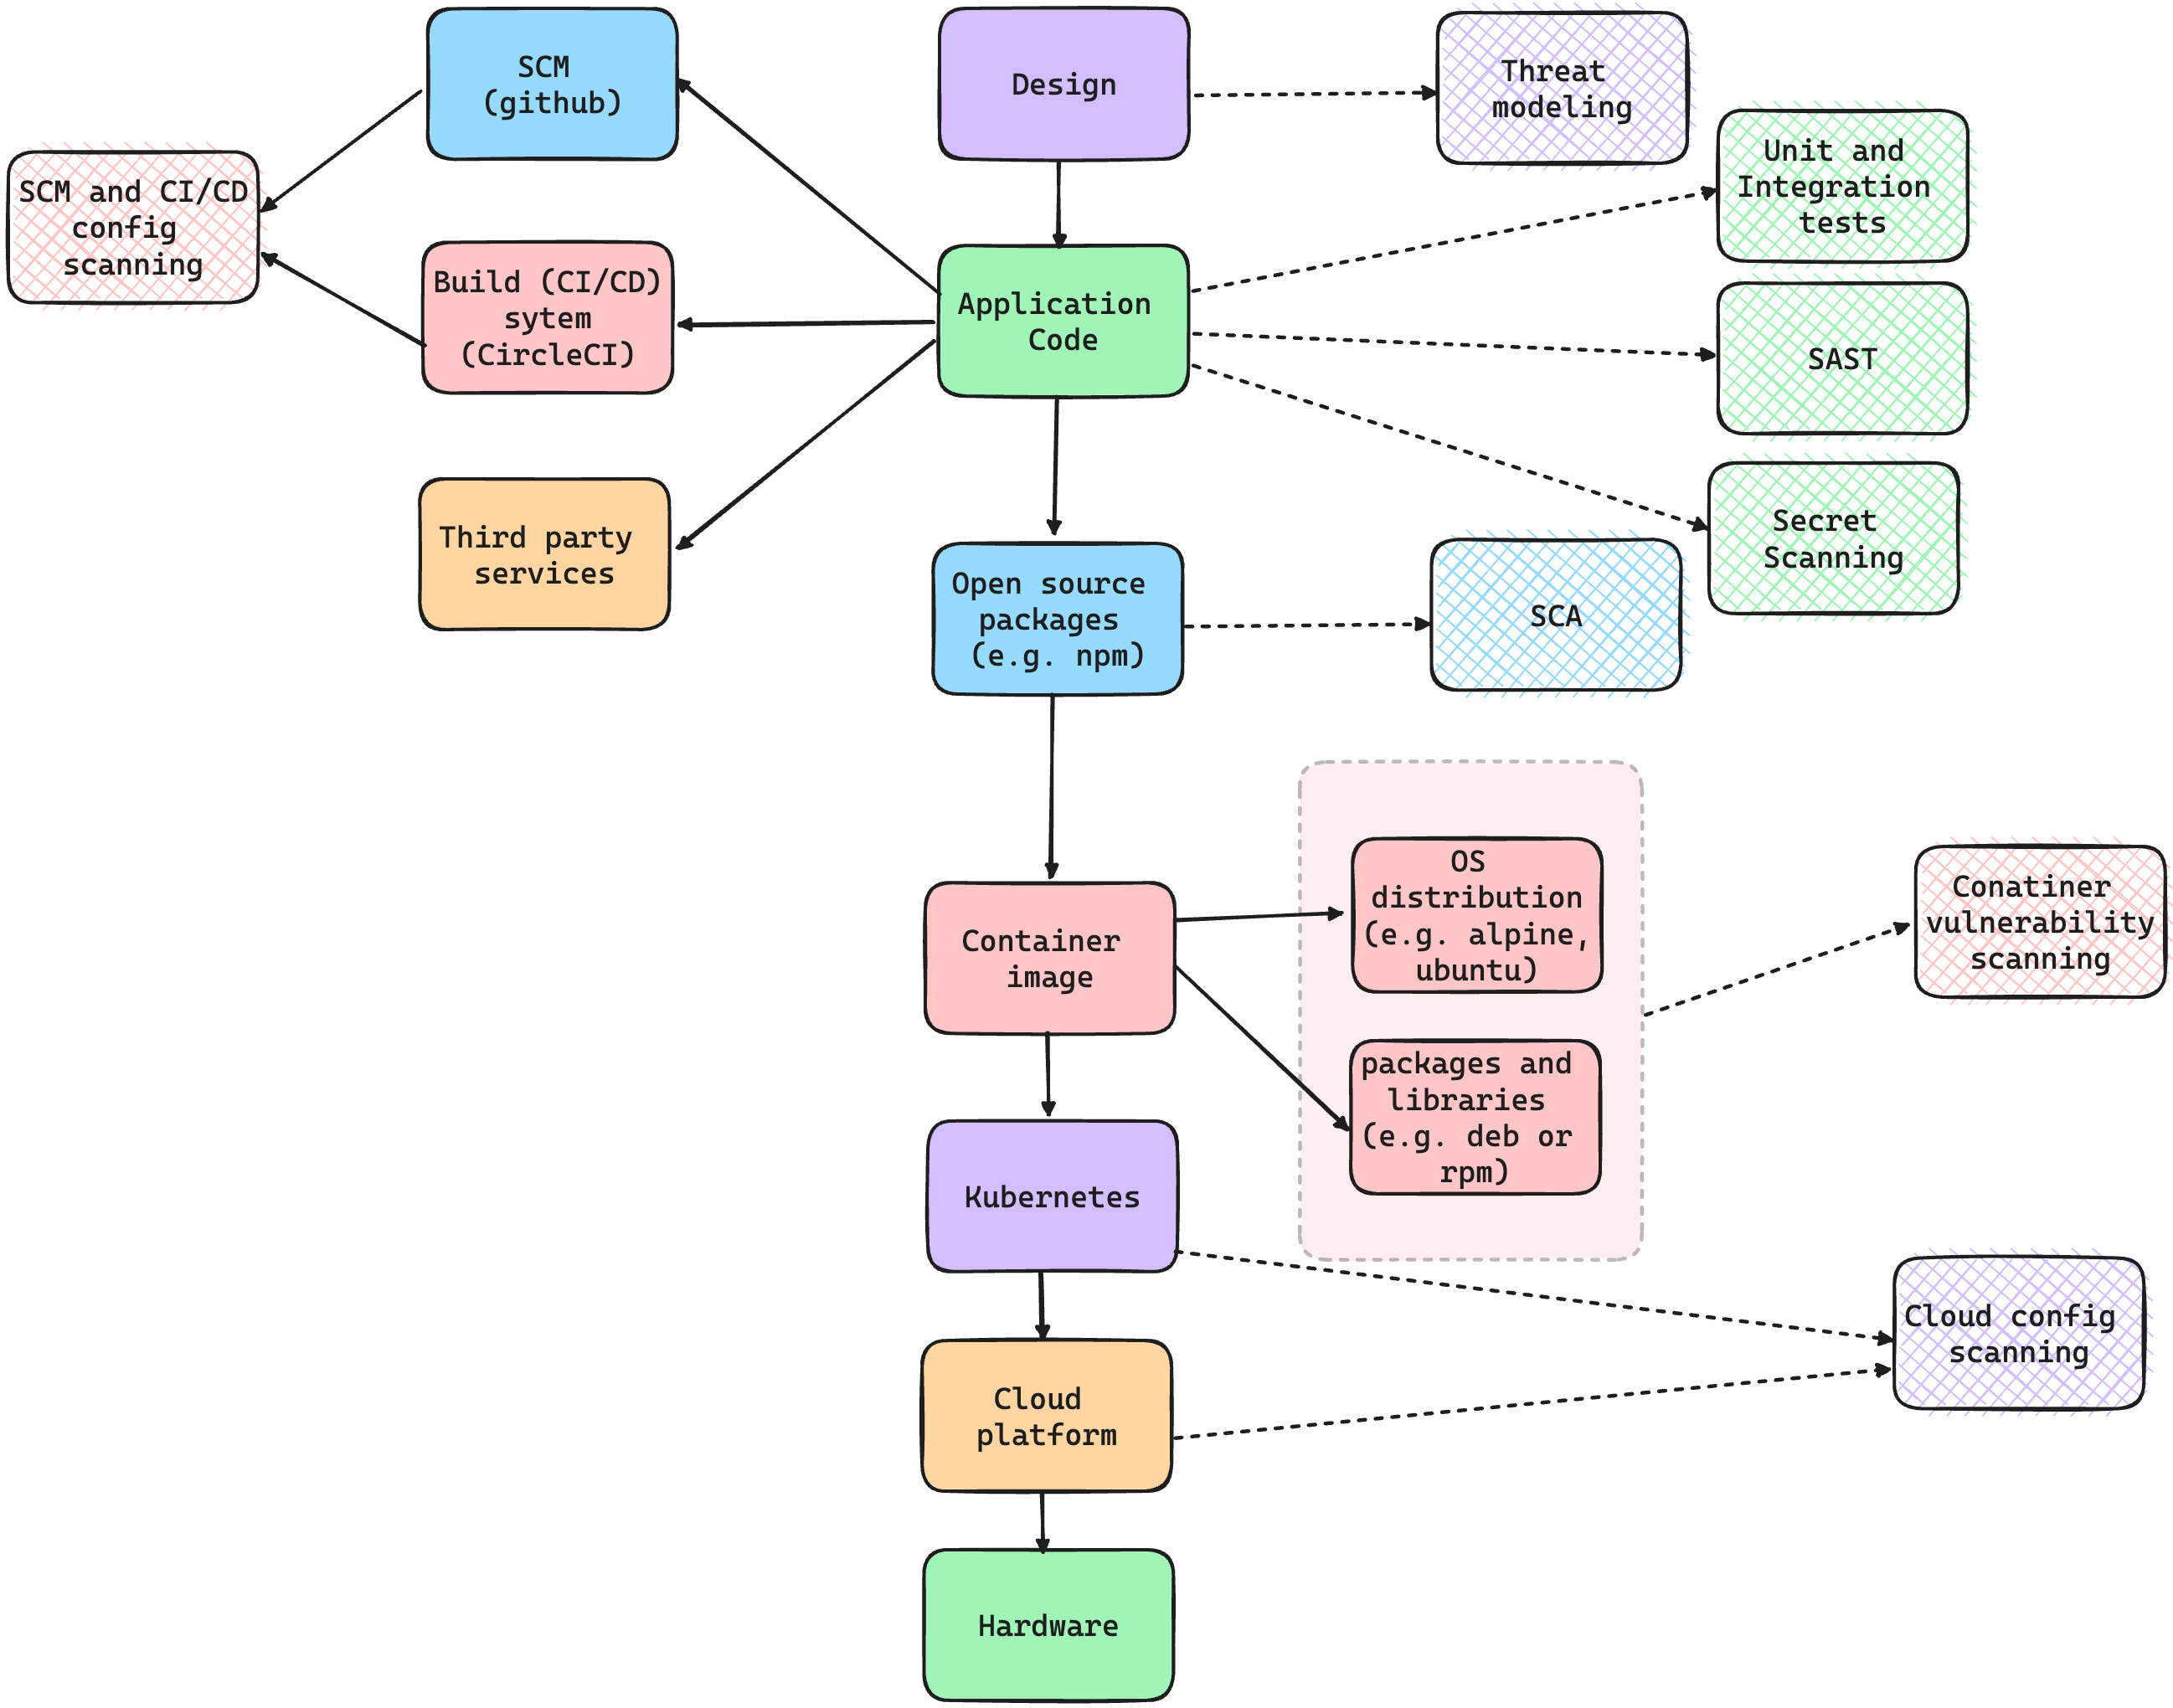 SCM
(github)
Design
Threat
modeling
Unit and
Integration
tests
SCM and CI/CD
config
scanning
Build (CI/CD)
sytem
(CircleCI)
Application
Code
SAST
Third party
services
Open source
packages
(e.g. npm)
SCA
Secret
Scanning
Container
image
OS
distribution
(e.g. alpine,
ubuntu)
Conatiner
vulnerability
scanning
packages and
libraries
(e.g. deb or
rpm)
Kubernetes
Cloud config
scanning
Cloud
platform
Hardware